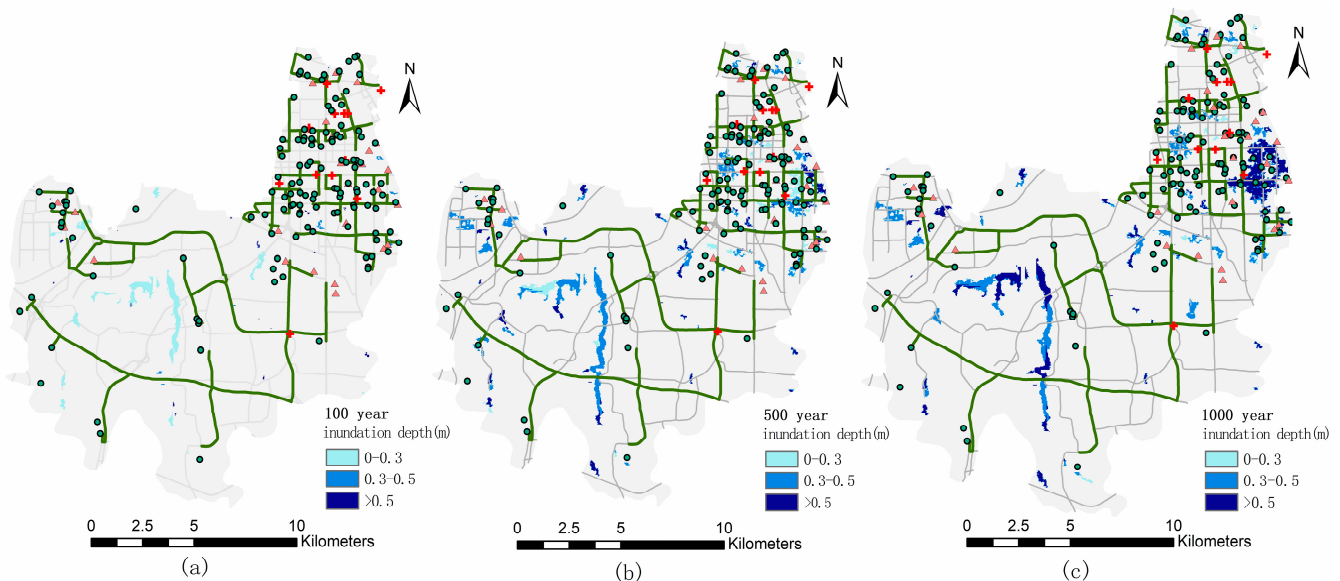 N
100 year
inundation depth(m)
0-0.3
0.3-0.5
>0.5
0 2.5 5 10
Kilometers
(a)
N
500 year
inundation depth(m)
0-0.3
0.3-0.5
>0.5
0 2.5 5 10
Kilometers
(b)
N
1000 year
inundation depth(m)
0-0.3
0.3-0.5
>0.5
0 2.5 5 10
Kilometers
(c)